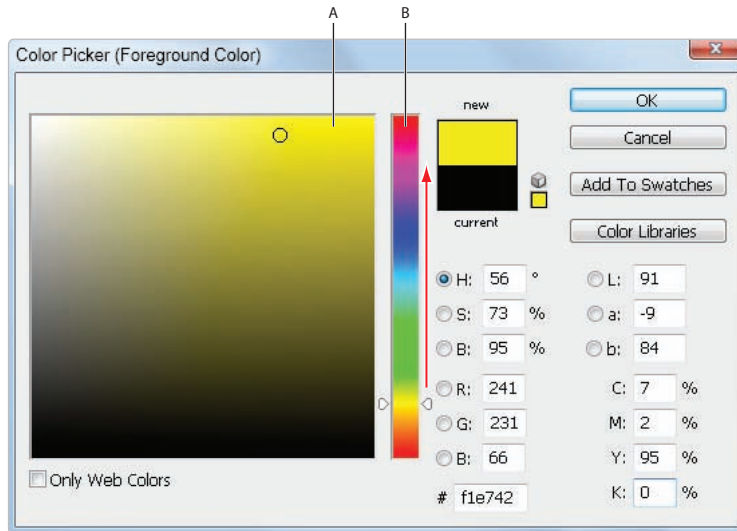 A B
Color Picker (Foreground Color)
new
OK
Cancel
Add To Swatches
current
Color Libraries
H: 56 ° L: 91
S: 73 % a: -9
B: 95 % b: 84
R: 241 C: 7 %
G: 231 M: 2 %
B: 66 Y: 95 %
Only Web Colors
# f1e742 K: 0 %